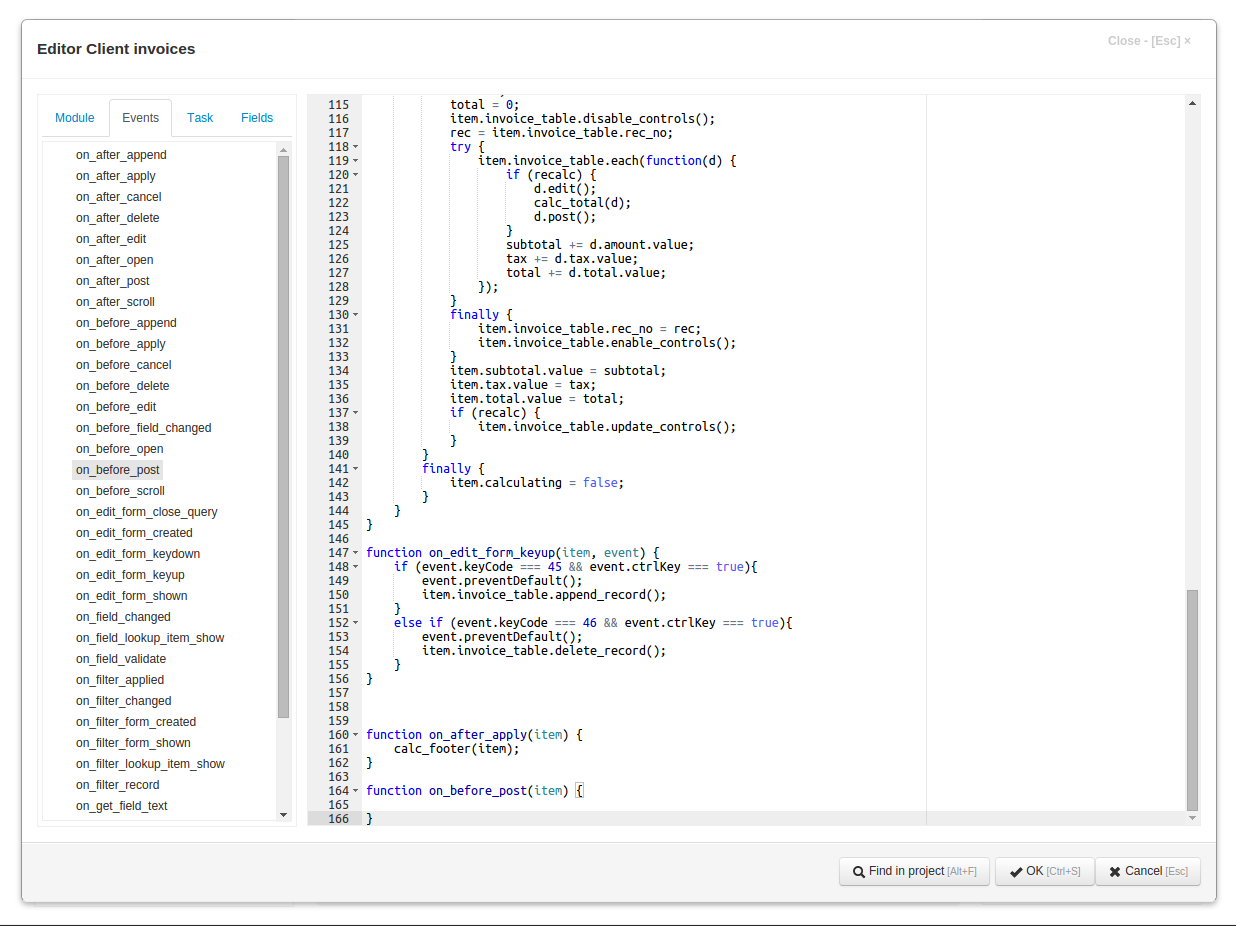 Editor Client invoices
Close - [Esc] ×
Module Events Task Fields
on_after_append
on_after_apply
on_after_cancel
on_after_delete
on_after_edit
on_after_open
on_after_post
on_after_scroll
on_before_append
on_before_apply
on_before_cancel
on_before_delete
on_before_edit
on_before_field_changed
on_before_open
on_before_post
on_before_scroll
on_edit_form_close_query
on_edit_form_created
on_edit_form_keydown
on_edit_form_keyup
on_edit_form_shown
on_field_changed
on_field_lookup_item_show
on_field_validate
on_filter_applied
on_filter_changed
on_filter_form_created
on_filter_form_shown
on_filter_lookup_item_show
on_filter_record
on_get_field_text
115 total = 0;
116 item.invoice_table.disable_controls();
117 rec = item.invoice_table.rec_no;
118 try {
119 item.invoice_table.each(function(d) {
120 if (recalc) {
121 d.edit();
122 calc_total(d);
123 d.post();
124 }
125 subtotal += d.amount.value;
126 tax += d.tax.value;
127 total += d.total.value;
128 });
129 }
130 finally {
131 item.invoice_table.rec_no = rec;
132 item.invoice_table.enable_controls();
133 }
134 item.subtotal.value = subtotal;
135 item.tax.value = tax;
136 item.total.value = total;
137 if (recalc) {
138 item.invoice_table.update_controls();
139 }
140 }
141 finally {
142 item.calculating = false;
143 }
144 }
145 }
146
147 function on_edit_form_keyup(item, event) {
148 if (event.keyCode === 45 && event.ctrlKey === true){
149 event.preventDefault();
150 item.invoice_table.append_record();
151 }
152 else if (event.keyCode === 46 && event.ctrlKey === true){
153 event.preventDefault();
154 item.invoice_table.delete_record();
155 }
156 }
157
158
159
160 function on_after_apply(item) {
161 calc_footer(item);
162 }
163
164 function on_before_post(item) {
165
166 }
Find in project [Alt+F] OK [Ctrl+S] Cancel [Esc]